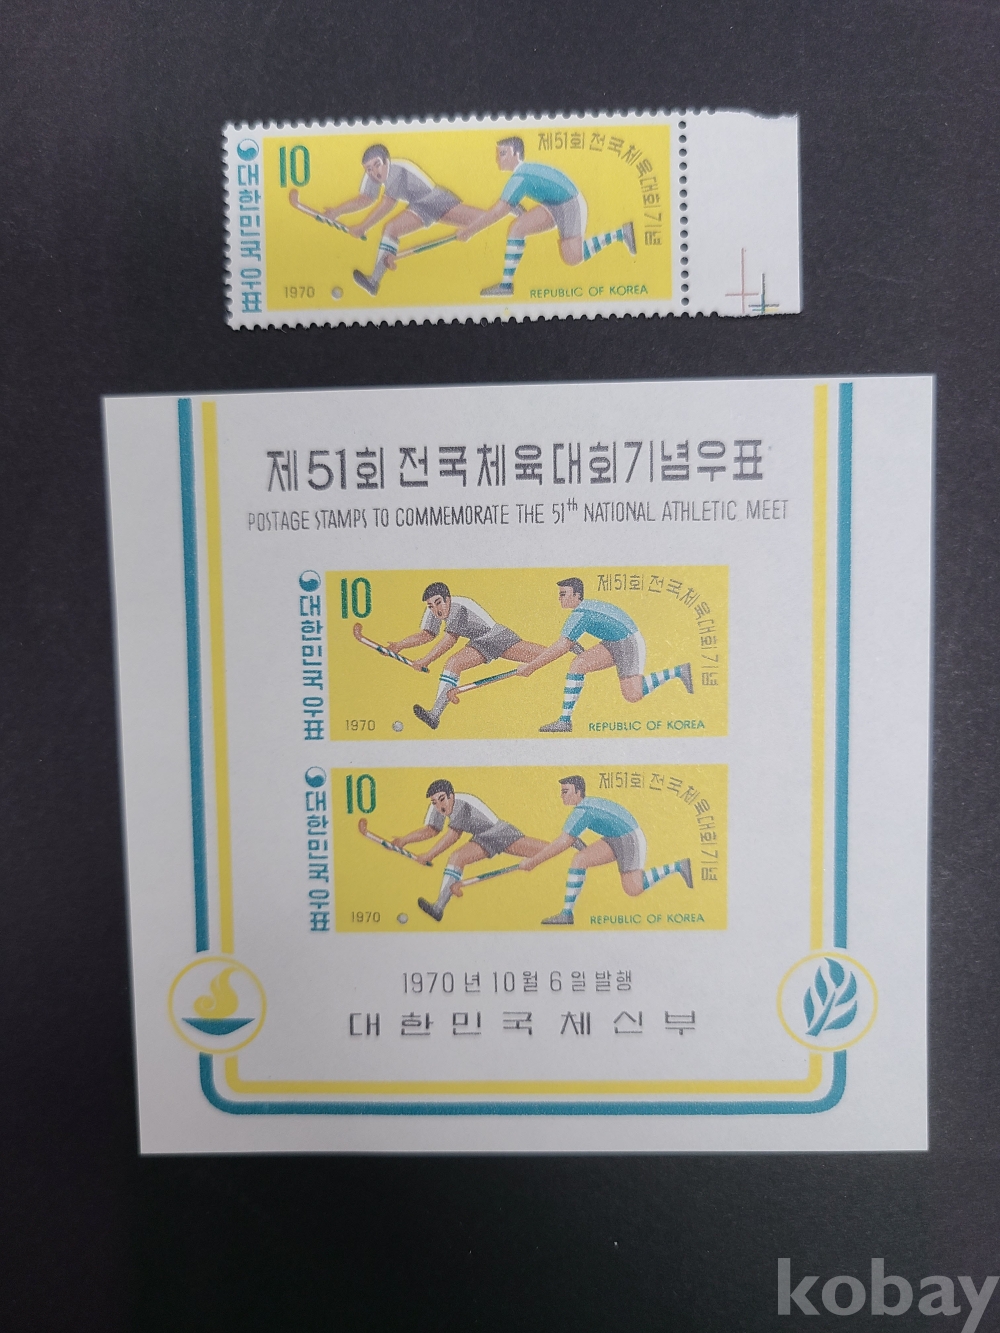 대한민국 우표
10
제51회 전국체육대회기념
1970
REPUBLIC OF KOREA
제51회 전국체육대회기념우표
POSTAGE STAMPS TO COMMEMORATE THE 51th NATIONAL ATHLETIC MEET
대한민국 우표
10
제51회 전국체육대회기념
1970
REPUBLIC OF KOREA
대한민국 우표
10
제51회 전국체육대회기념
1970
REPUBLIC OF KOREA
1970년 10월 6일 발행
대한민국체신부
kobay